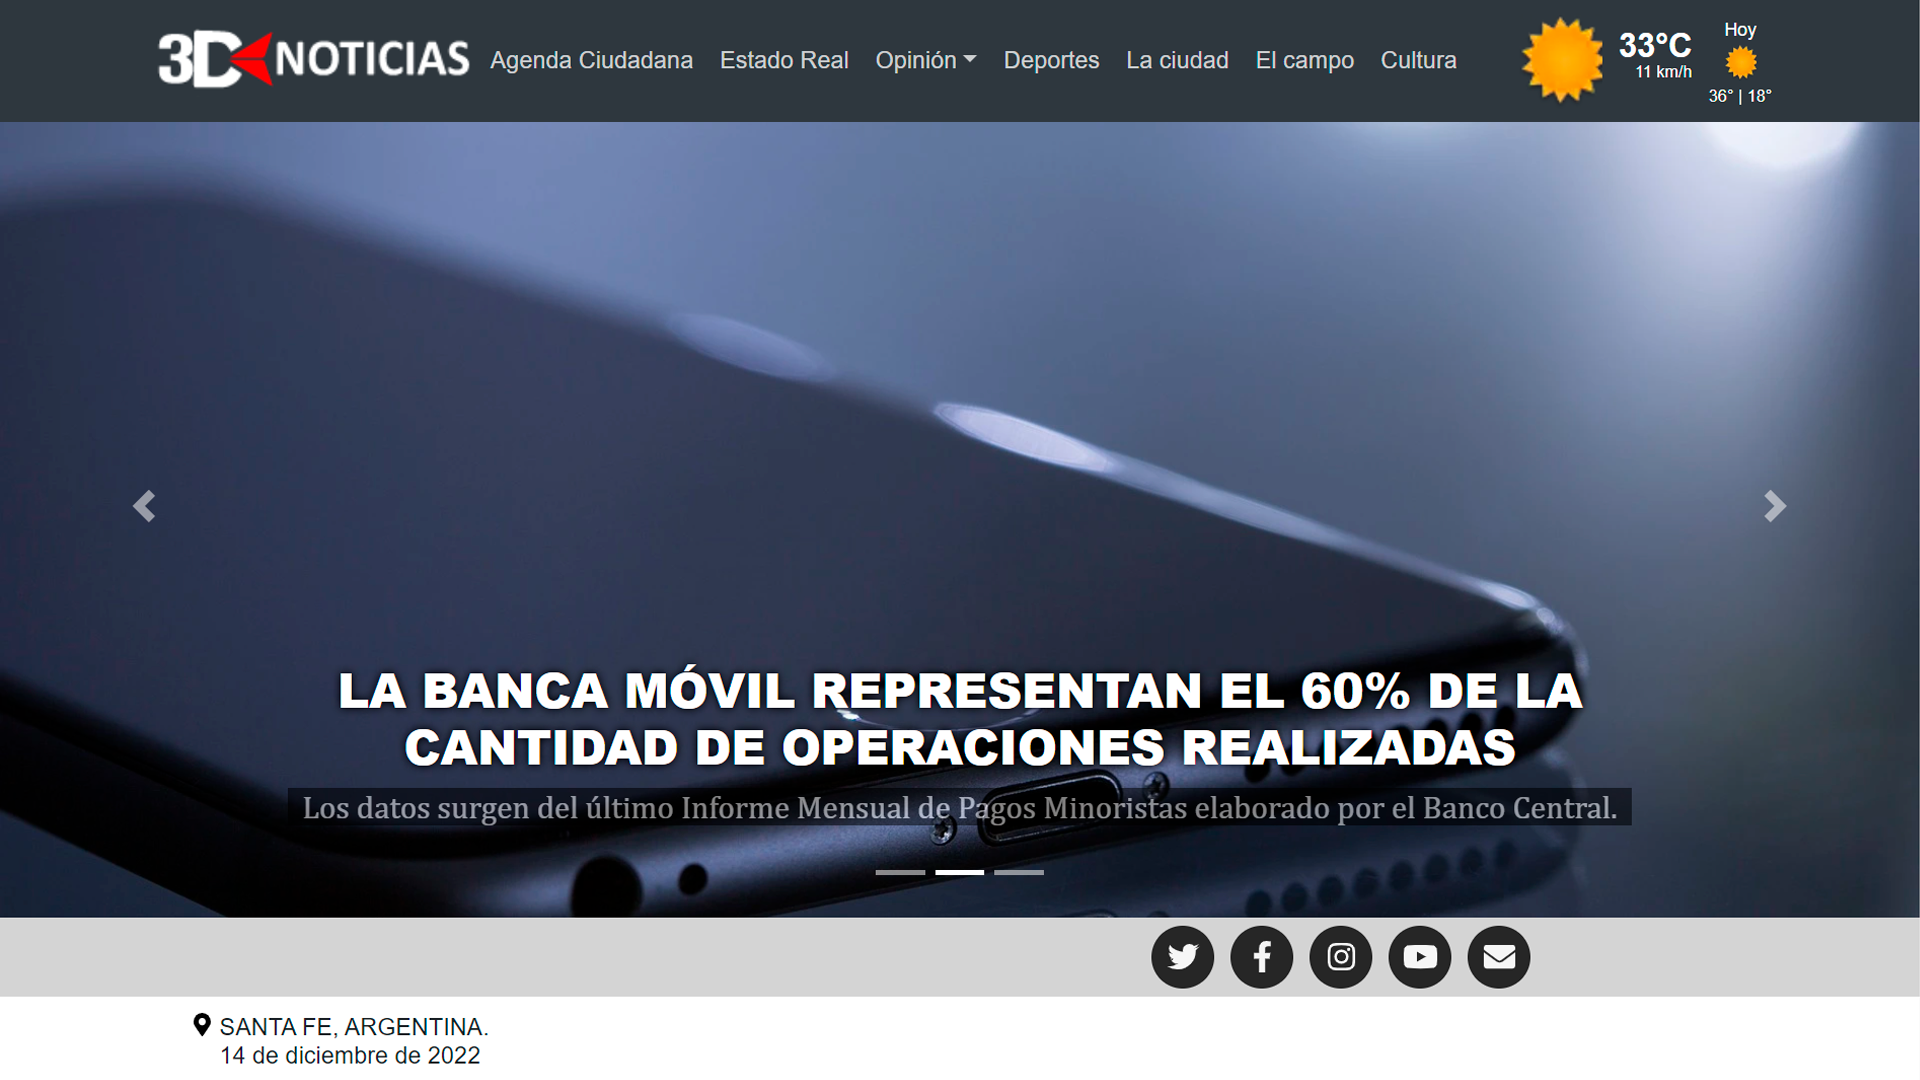 3D NOTICIAS
Agenda Ciudadana Estado Real Opinión Deportes La ciudad El campo Cultura
33°C
11 km/h
Hoy
36° | 18°
LA BANCA MÓVIL REPRESENTAN EL 60% DE LA
CANTIDAD DE OPERACIONES REALIZADAS
Los datos surgen del último Informe Mensual de Pagos Minoristas elaborado por el Banco Central.
SANTA FE, ARGENTINA.
14 de diciembre de 2022